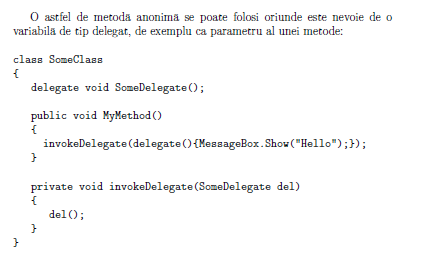 O astfel de metodă anonimă se poate folosi oriunde este nevoie de o
variabilă de tip delegat, de exemplu ca parametru al unei metode:
class SomeClass
{
delegate void SomeDelegate();
public void MyMethod()
{
invokeDelegate(delegate(){MessageBox.Show("Hello");});
}
private void invokeDelegate(SomeDelegate del)
{
del();
}
}